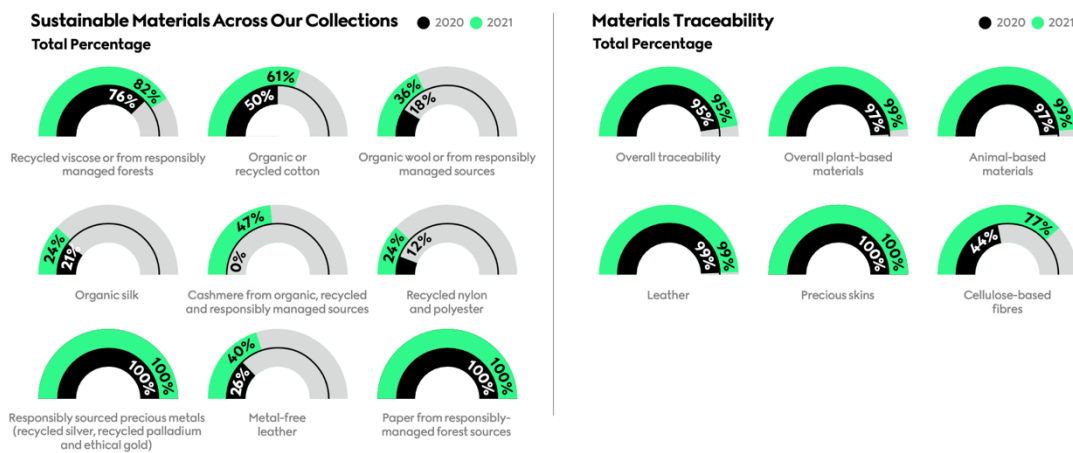 Sustainable Materials Across Our Collections
2020 2021
Total Percentage
82%
76%
Recycled viscose or from responsibly
managed forests
61%
50%
Organic or
recycled cotton
36%
18%
Organic wool or from responsibly
managed sources
24%
21%
Organic silk
47%
0%
Cashmere from organic, recycled
and responsibly managed sources
24%
12%
Recycled nylon
and polyester
100%
100%
Responsibly sourced precious metals
(recycled silver, recycled palladium
and ethical gold)
40%
26%
Metal-free
leather
100%
100%
Paper from responsibly-
managed forest sources
Materials Traceability
2020 2021
Total Percentage
95%
95%
Overall traceability
99%
97%
Overall plant-based
materials
99%
97%
Animal-based
materials
99%
99%
Leather
100%
100%
Precious skins
77%
44%
Cellulose-based
fibres